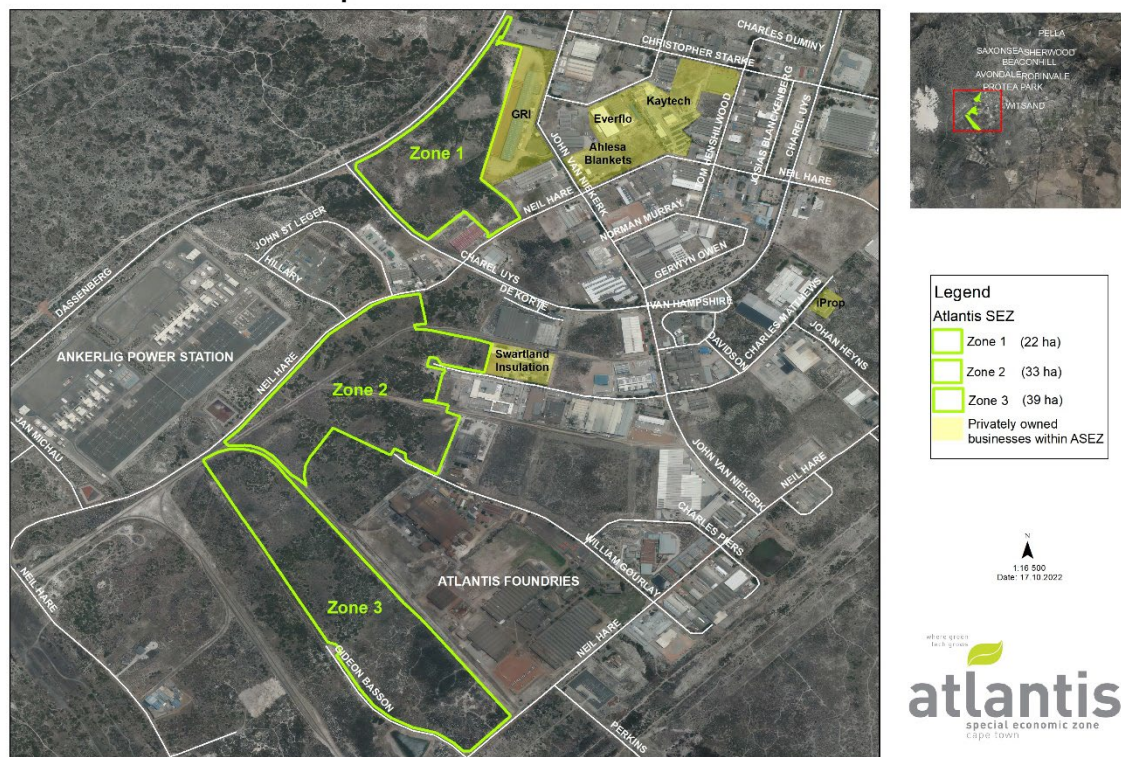 CHARLES DUMINY
CHRISTOPHER STARKE
GRI
Kaytech
Everflo
Ahlesa
Blankets
TOM HENSHILWOOD
JOSIAS BLANCKENBERG
CHAREL UYS
Zone 1
JOHN VAN NIEKERK
NEIL HARE
NEIL HARE
NORMAN MURRAY
JOHN ST LEGER
HILLARY
CHAREL UYS
GERWYN OWEN
DE KORTE
IVAN HAMPSHIRE
DASSENBERG
CHARLES MATTHEWS
iProp
JOHAN HEYNS
DAVIDSON
ANKERLIG POWER STATION
NEIL HARE
Swartland
Insulation
Zone 2
JAN MICHAU
JOHN VAN NIEKERK
NEIL HARE
CHARLES PIERS
WILLIAM GOURLAY
ATLANTIS FOUNDRIES
NEIL HARE
Zone 3
NEIL HARE
GIDEON BASSON
PERKINS
PELLA
SAXONSEA
SHERWOOD
BEACONHILL
AVONDALE
ROBINVALE
PROTEA PARK
WITSAND
Legend
Atlantis SEZ
Zone 1 (22 ha)
Zone 2 (33 ha)
Zone 3 (39 ha)
Privately owned
businesses within ASEZ
N
1:16 500
Date: 17.10.2022
where green
tech grows
atlantis
special economic zone
cape town